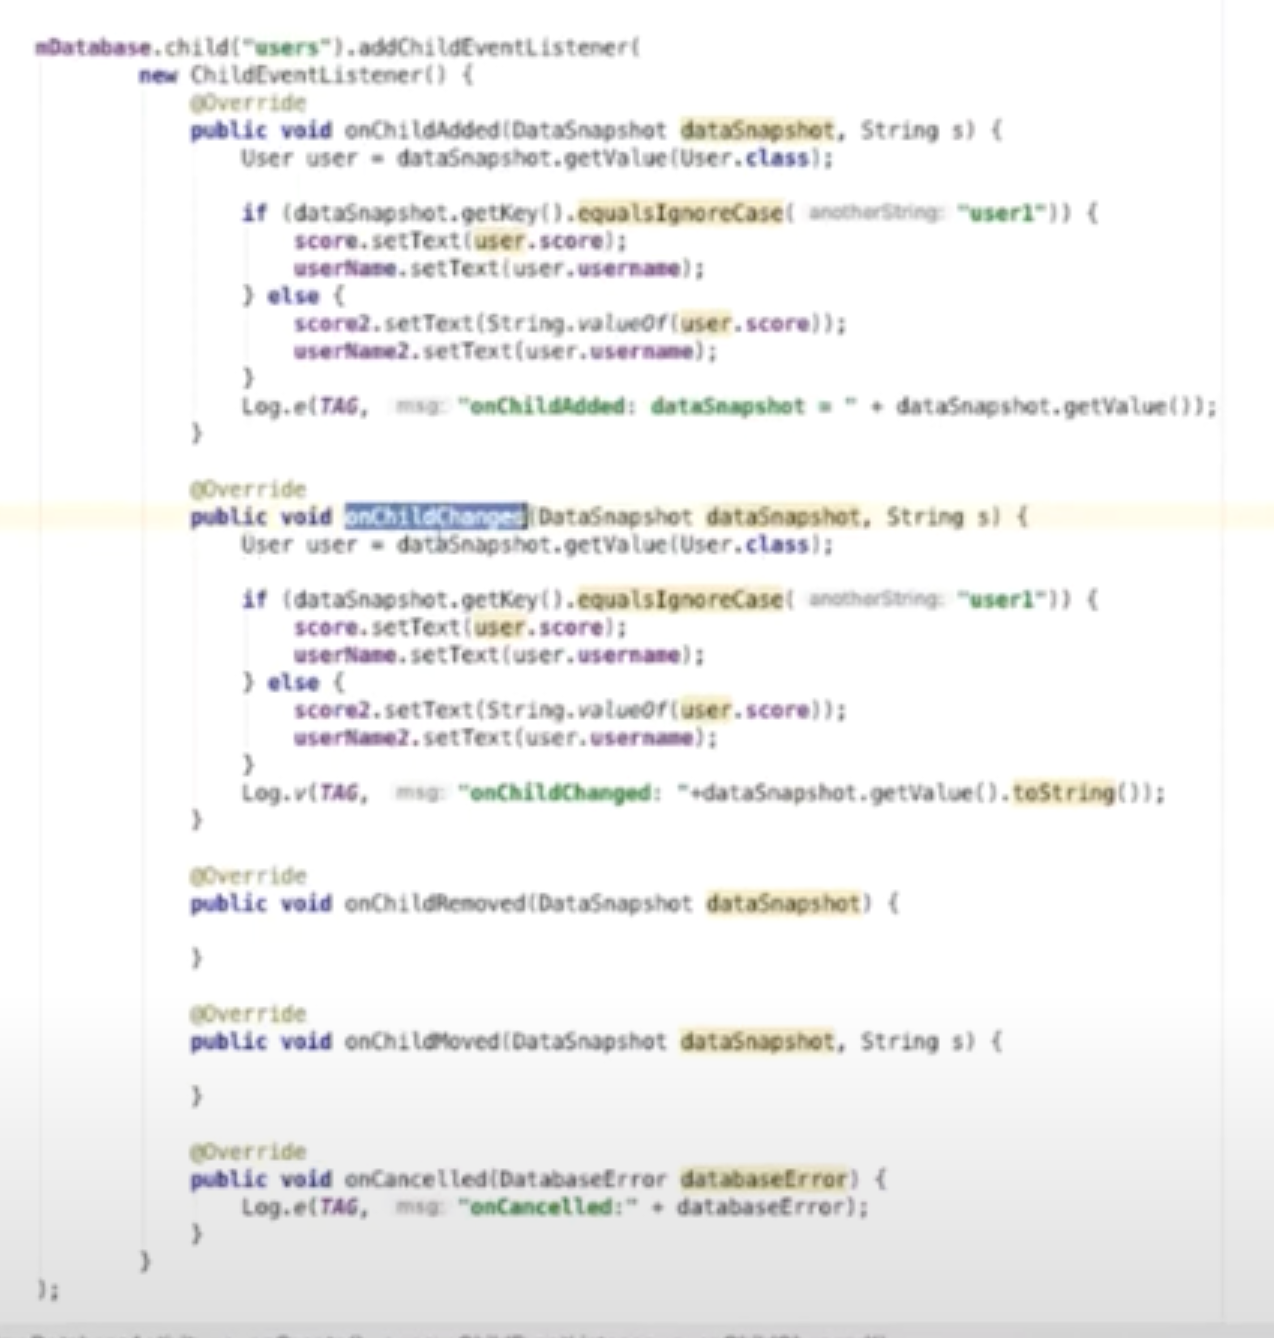 mDatabase.child("users").addChildEventListener(
new ChildEventListener() {
@Override
public void onChildAdded(DataSnapshot dataSnapshot, String s) {
User user = dataSnapshot.getValue(User.class);
if (dataSnapshot.getKey().equalsIgnoreCase( anotherString: "user1")) {
score.setText(user.score);
userName.setText(user.username);
} else {
score2.setText(String.valueOf(user.score));
userName2.setText(user.username);
}
Log.e(TAG, msg: "onChildAdded: dataSnapshot = " + dataSnapshot.getValue());
}
@Override
public void onChildChanged(DataSnapshot dataSnapshot, String s) {
User user = dataSnapshot.getValue(User.class);
if (dataSnapshot.getKey().equalsIgnoreCase( anotherString: "user1")) {
score.setText(user.score);
userName.setText(user.username);
} else {
score2.setText(String.valueOf(user.score));
userName2.setText(user.username);
}
Log.v(TAG, msg: "onChildChanged: "+dataSnapshot.getValue().toString());
}
@Override
public void onChildRemoved(DataSnapshot dataSnapshot) {
}
@Override
public void onChildMoved(DataSnapshot dataSnapshot, String s) {
}
@Override
public void onCancelled(DatabaseError databaseError) {
Log.e(TAG, msg: "onCancelled:" + databaseError);
}
}
);